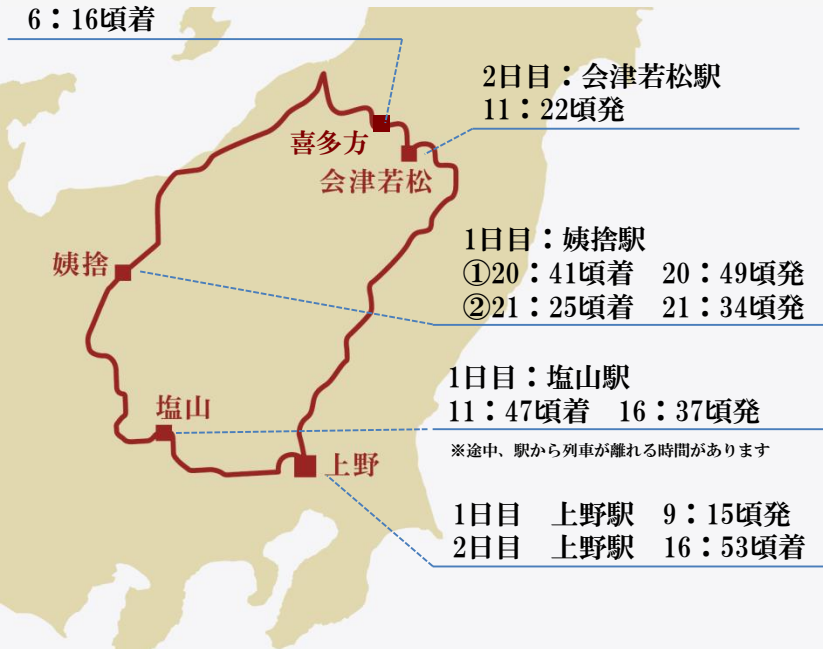 6：16頃着
2日目：会津若松駅
11：22頃発
喜多方
会津若松
1日目：姨捨駅
①20：41頃着　20：49頃発
②21：25頃着　21：34頃発
姨捨
1日目：塩山駅
11：47頃着　16：37頃発
※途中、駅から列車が離れる時間があります
塩山
上野
1日目　上野駅　9：15頃発
2日目　上野駅　16：53頃着